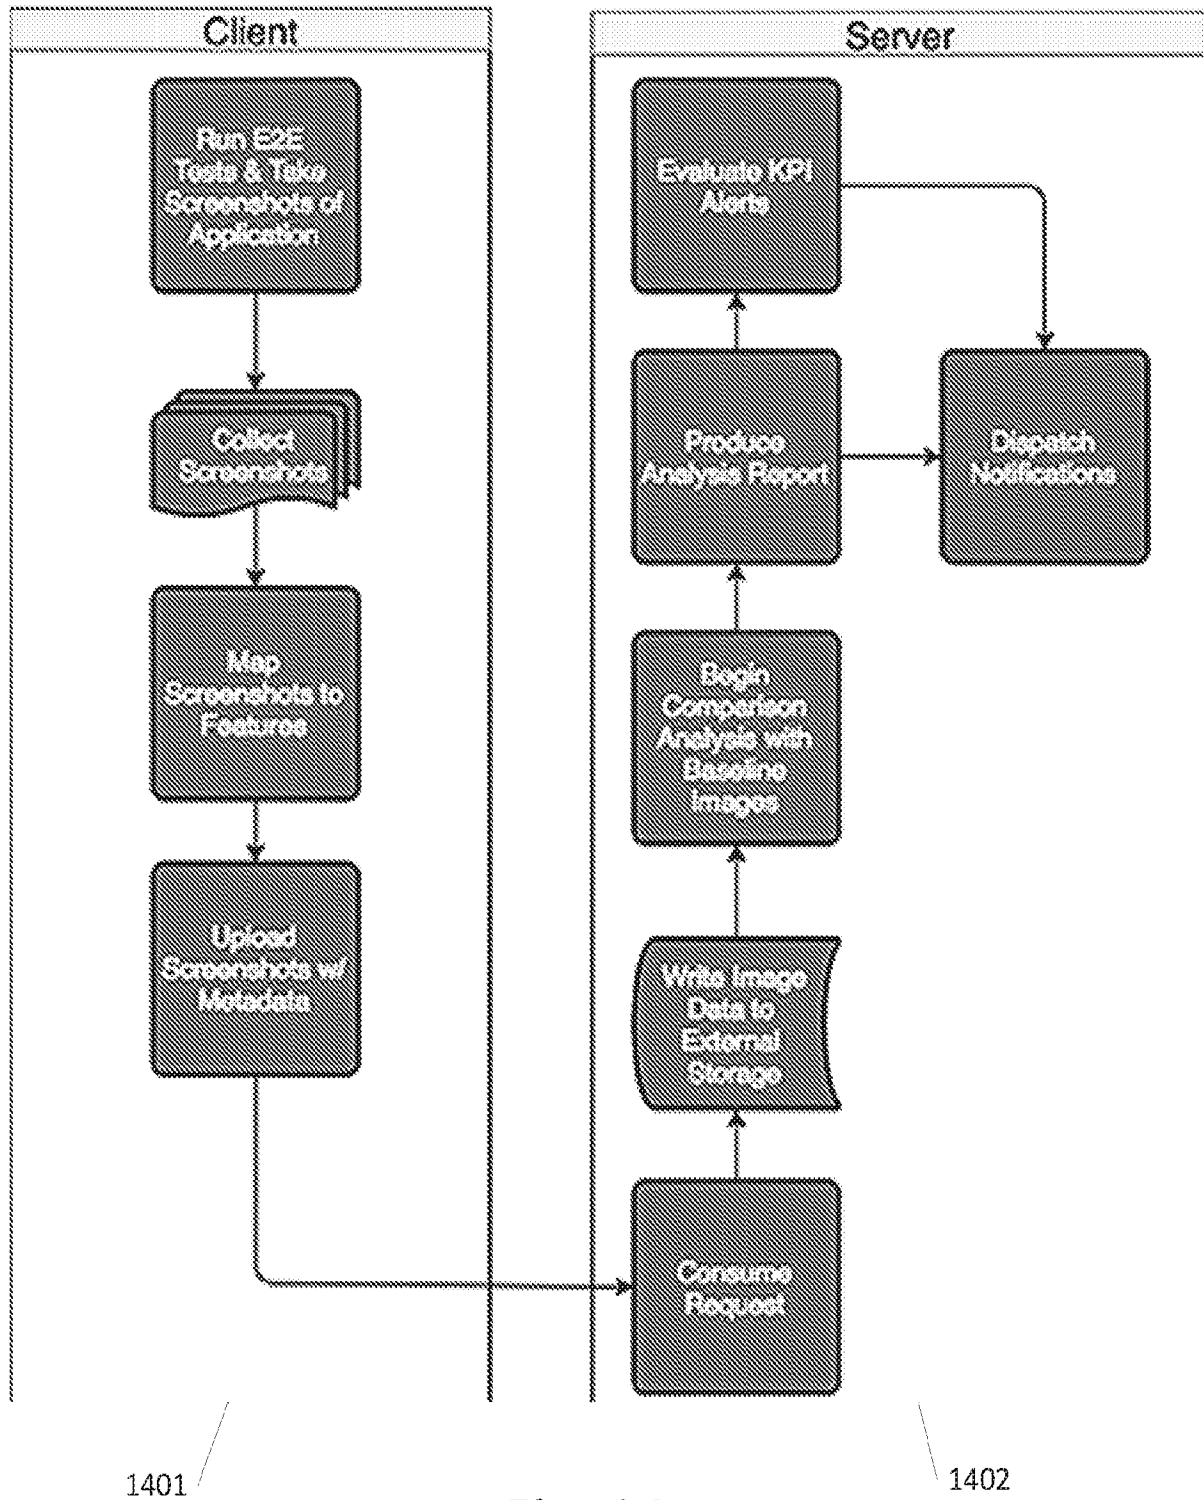 Client
Run E2E
Tests & Take
Screenshots of
Application
Collect
Screenshots
Map
Screenshots to
Features
Upload
Screenshots w/
Metadata
Server
Evaluate KPI
Alerts
Produce
Analysis Report
Dispatch
Notifications
Begin
Comparison
Analysis with
Baseline
Images
Write Image
Data to
External
Storage
Consume
Request
1401
1402